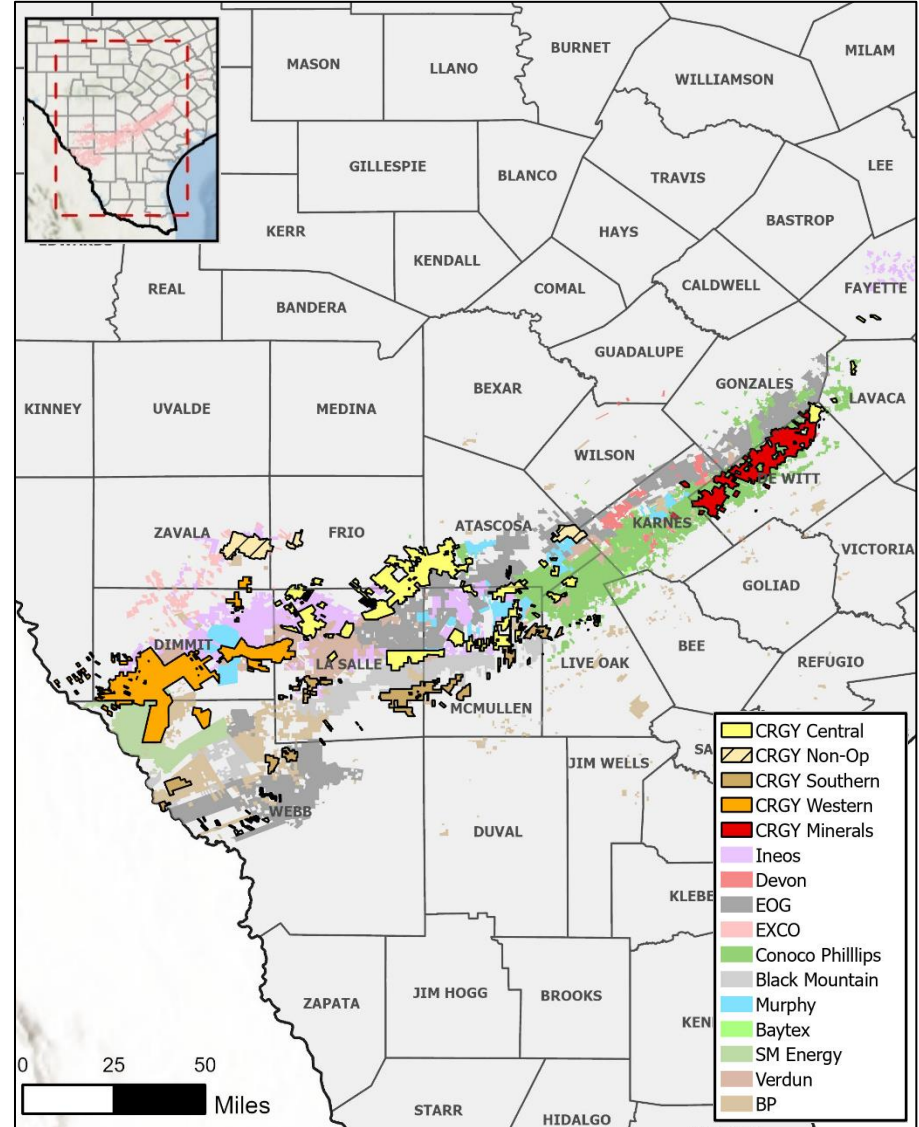 BURNET
MILAM
MASON
LLANO
WILLIAMSON
GILLESPIE
BLANCO
TRAVIS
LEE
BASTROP
KERR
HAYS
KENDALL
REAL
COMAL
CALDWELL
FAYETTE
BANDERA
GUADALUPE
BEXAR
GONZALES
KINNEY
UVALDE
MEDINA
LAVACA
WILSON
DE WITT
ZAVALA
FRIO
ATASCOSA
KARNES
VICTORIA
GOLIAD
DIMMIT
LA SALLE
LIVE OAK
BEE
REFUGIO
MCMULLEN
SA
JIM WELLS
WEBB
DUVAL
KLEBE
ZAPATA
JIM HOGG
BROOKS
KEN
STARR
HIDALGO
CRGY Central
CRGY Non-Op
CRGY Southern
CRGY Western
CRGY Minerals
Ineos
Devon
EOG
EXCO
Conoco Philllips
Black Mountain
Murphy
Baytex
SM Energy
Verdun
BP
0 25 50
Miles